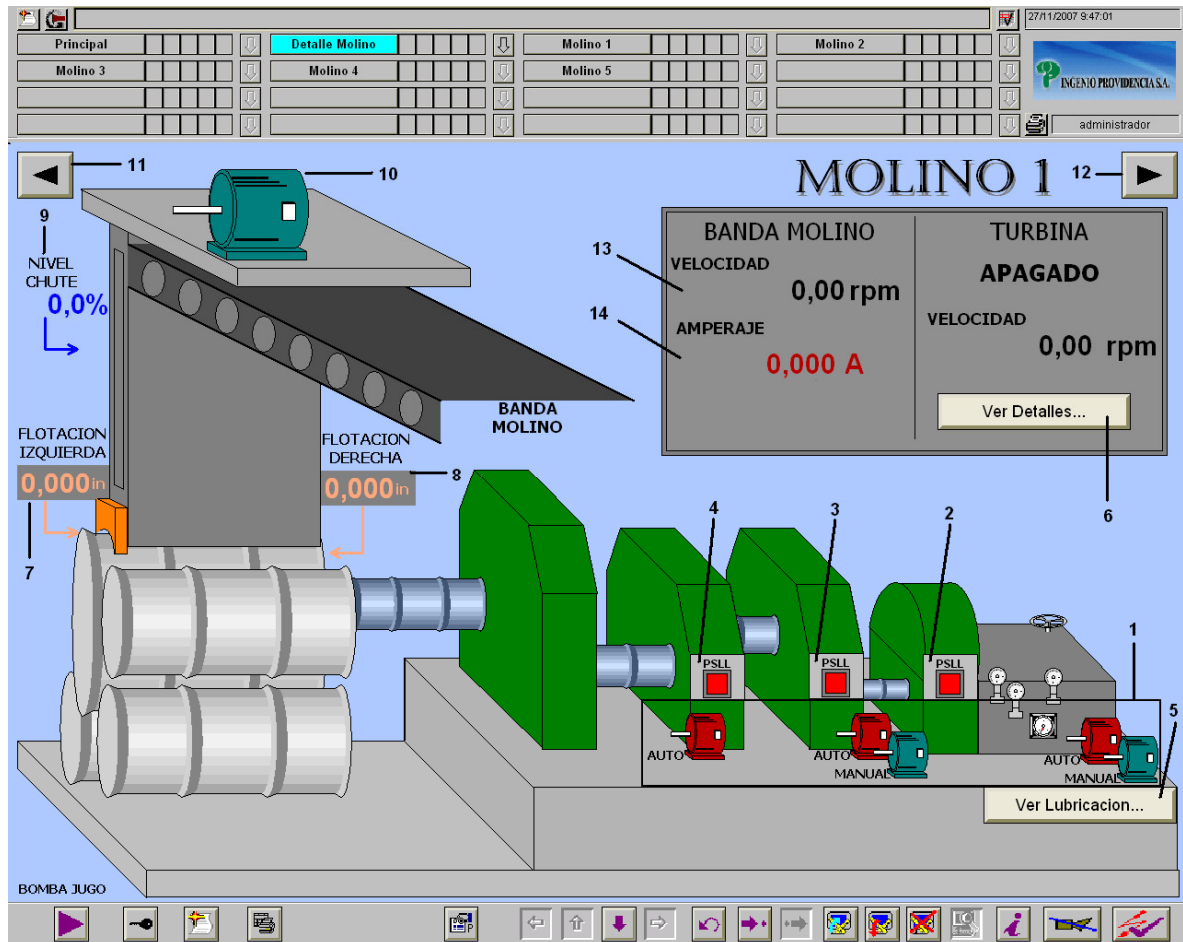 27/11/2007 9:47:01
Principal
Detalle Molino
Molino 1
Molino 2
Molino 3
Molino 4
Molino 5
INGENIO PROVIDENCIA S.A.
administrador
11
10
MOLINO 1
12
9
NIVEL
CHUTE
0,0%
13
14
BANDA MOLINO
VELOCIDAD
0,00 rpm
AMPERAJE
0,000 A
TURBINA
APAGADO
VELOCIDAD
0,00 rpm
Ver Detalles...
6
BANDA
MOLINO
FLOTACION
IZQUIERDA
0,000 in
7
FLOTACION
DERECHA
0,000 in
8
4
3
2
1
PSLL
PSLL
PSLL
5
AUTO
AUTO
MANUAL
AUTO
MANUAL
Ver Lubricacion...
BOMBA JUGO